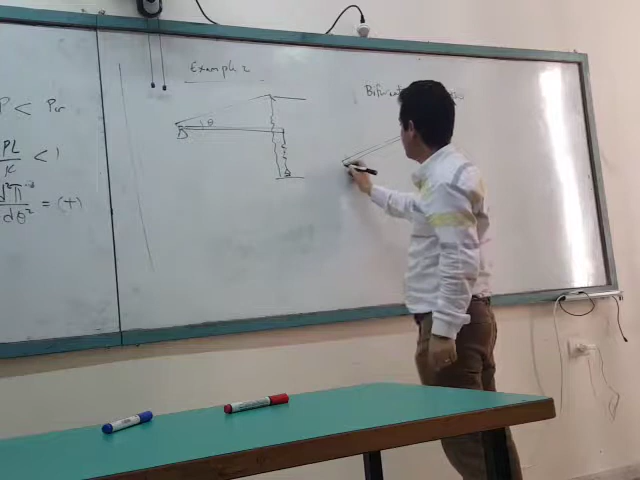 P < Pcr
PL/K < 1
d²Π/dθ² = (+)
Example 2
θ